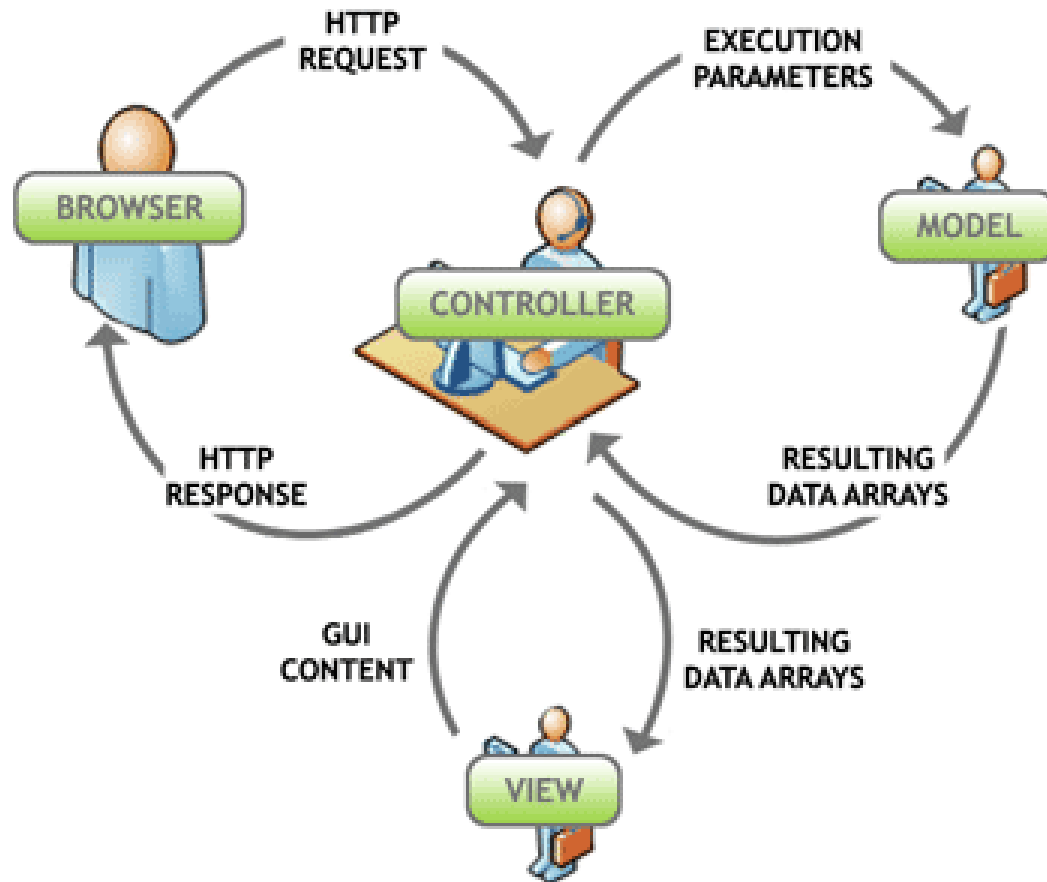 HTTP
REQUEST
EXECUTION
PARAMETERS
BROWSER
MODEL
CONTROLLER
HTTP
RESPONSE
RESULTING
DATA ARRAYS
GUI
CONTENT
RESULTING
DATA ARRAYS
VIEW